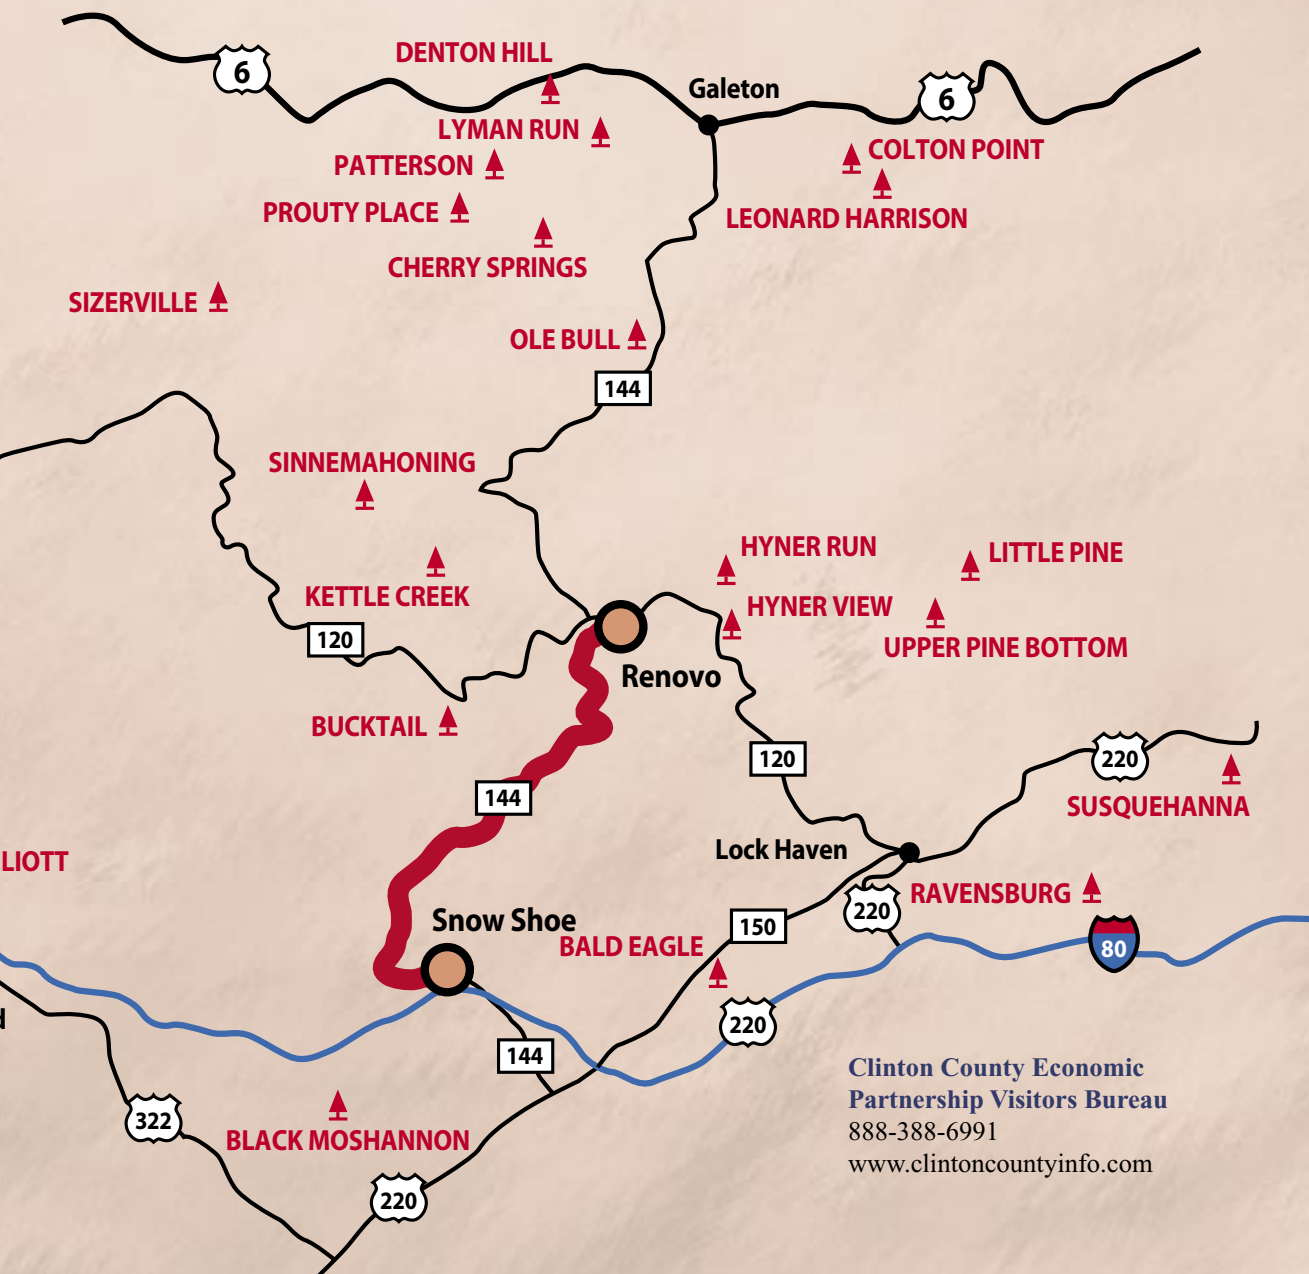 6
DENTON HILL
Galeton
6
LYMAN RUN
COLTON POINT
PATTERSON
PROUTY PLACE
LEONARD HARRISON
CHERRY SPRINGS
SIZERVILLE
OLE BULL
144
SINNEMAHONING
HYNER RUN
LITTLE PINE
KETTLE CREEK
HYNER VIEW
120
UPPER PINE BOTTOM
Renovo
BUCKTAIL
120
220
144
SUSQUEHANNA
Lock Haven
LIOTT
RAVENSBURG
220
Snow Shoe
150
BALD EAGLE
80
d
220
144
Clinton County Economic
Partnership Visitors Bureau
888-388-6991
www.clintoncountyinfo.com
322
BLACK MOSHANNON
220